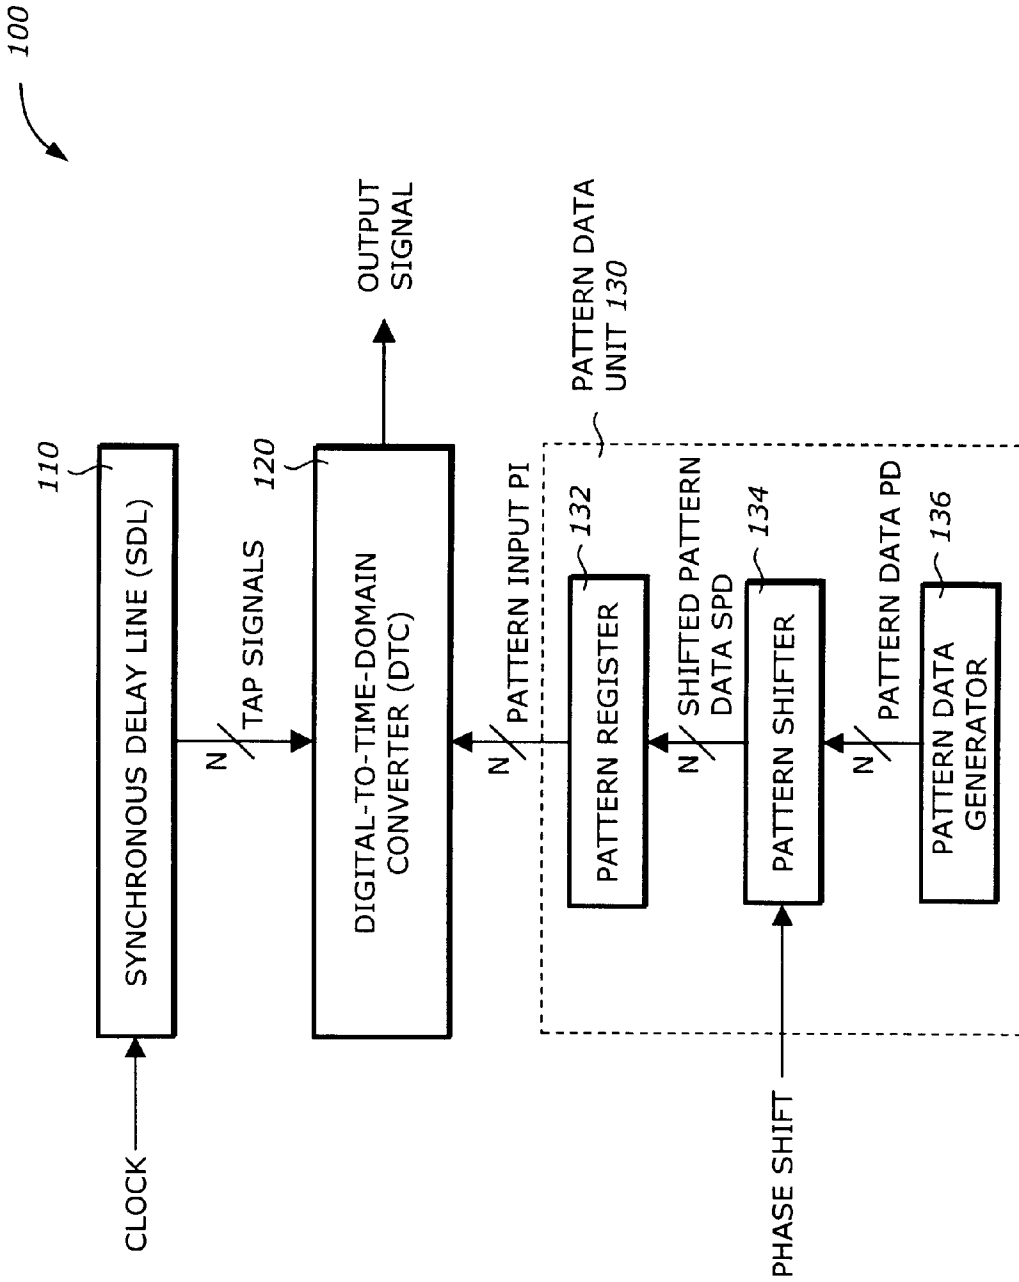 100
CLOCK
110
SYNCHRONOUS DELAY LINE (SDL)
N
TAP SIGNALS
120
DIGITAL-TO-TIME-DOMAIN
CONVERTER (DTC)
OUTPUT
SIGNAL
N
PATTERN INPUT PI
PATTERN DATA
UNIT 130
132
PATTERN REGISTER
N
SHIFTED PATTERN
DATA SPD
PHASE SHIFT
134
PATTERN SHIFTER
N
PATTERN DATA PD
136
PATTERN DATA
GENERATOR